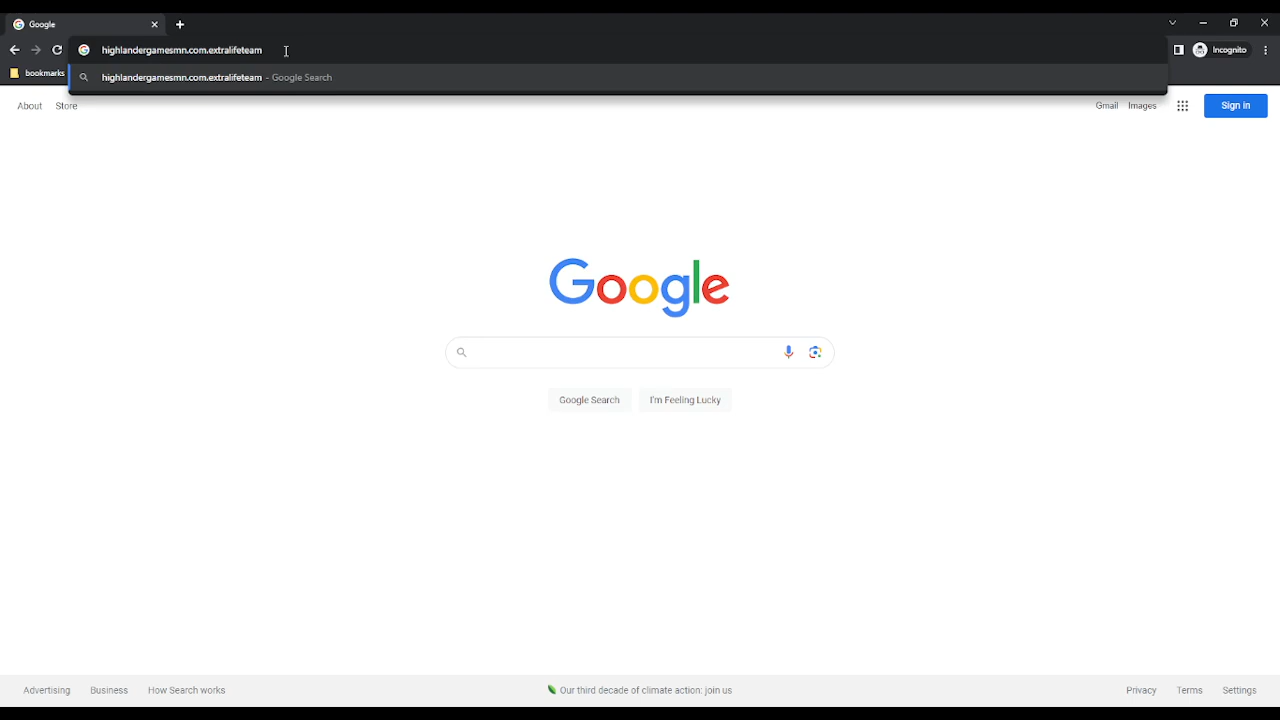 Google
highlandergamesmn.com.extralifeteam
Incognito
bookmarks
highlandergamesmn.com.extralifeteam - Google Search
About Store
Gmail Images Sign in
Google
Google Search I'm Feeling Lucky
Advertising Business How Search works
Our third decade of climate action: join us
Privacy Terms Settings